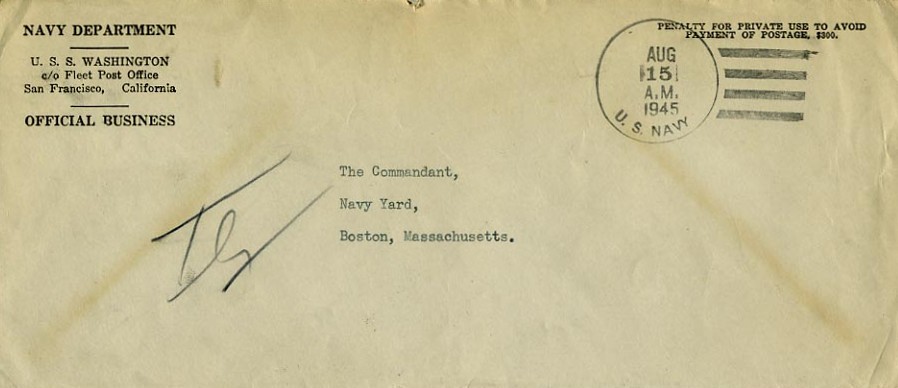 NAVY DEPARTMENT
U. S. S. WASHINGTON
c/o Fleet Post Office
San Francisco, California
OFFICIAL BUSINESS
PENALTY FOR PRIVATE USE TO AVOID
PAYMENT OF POSTAGE, $300.
AUG
15
A.M.
1945
U. S. NAVY
The Commandant,
Navy Yard,
Boston, Massachusetts.